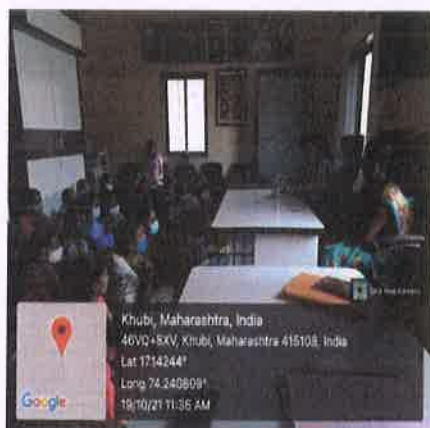 Khubi, Maharashtra, India
46VQ+8XV, Khubi, Maharashtra 415108, India
Lat 17.14244°
Long 74.240809°
19/10/21 11:36 AM
Google